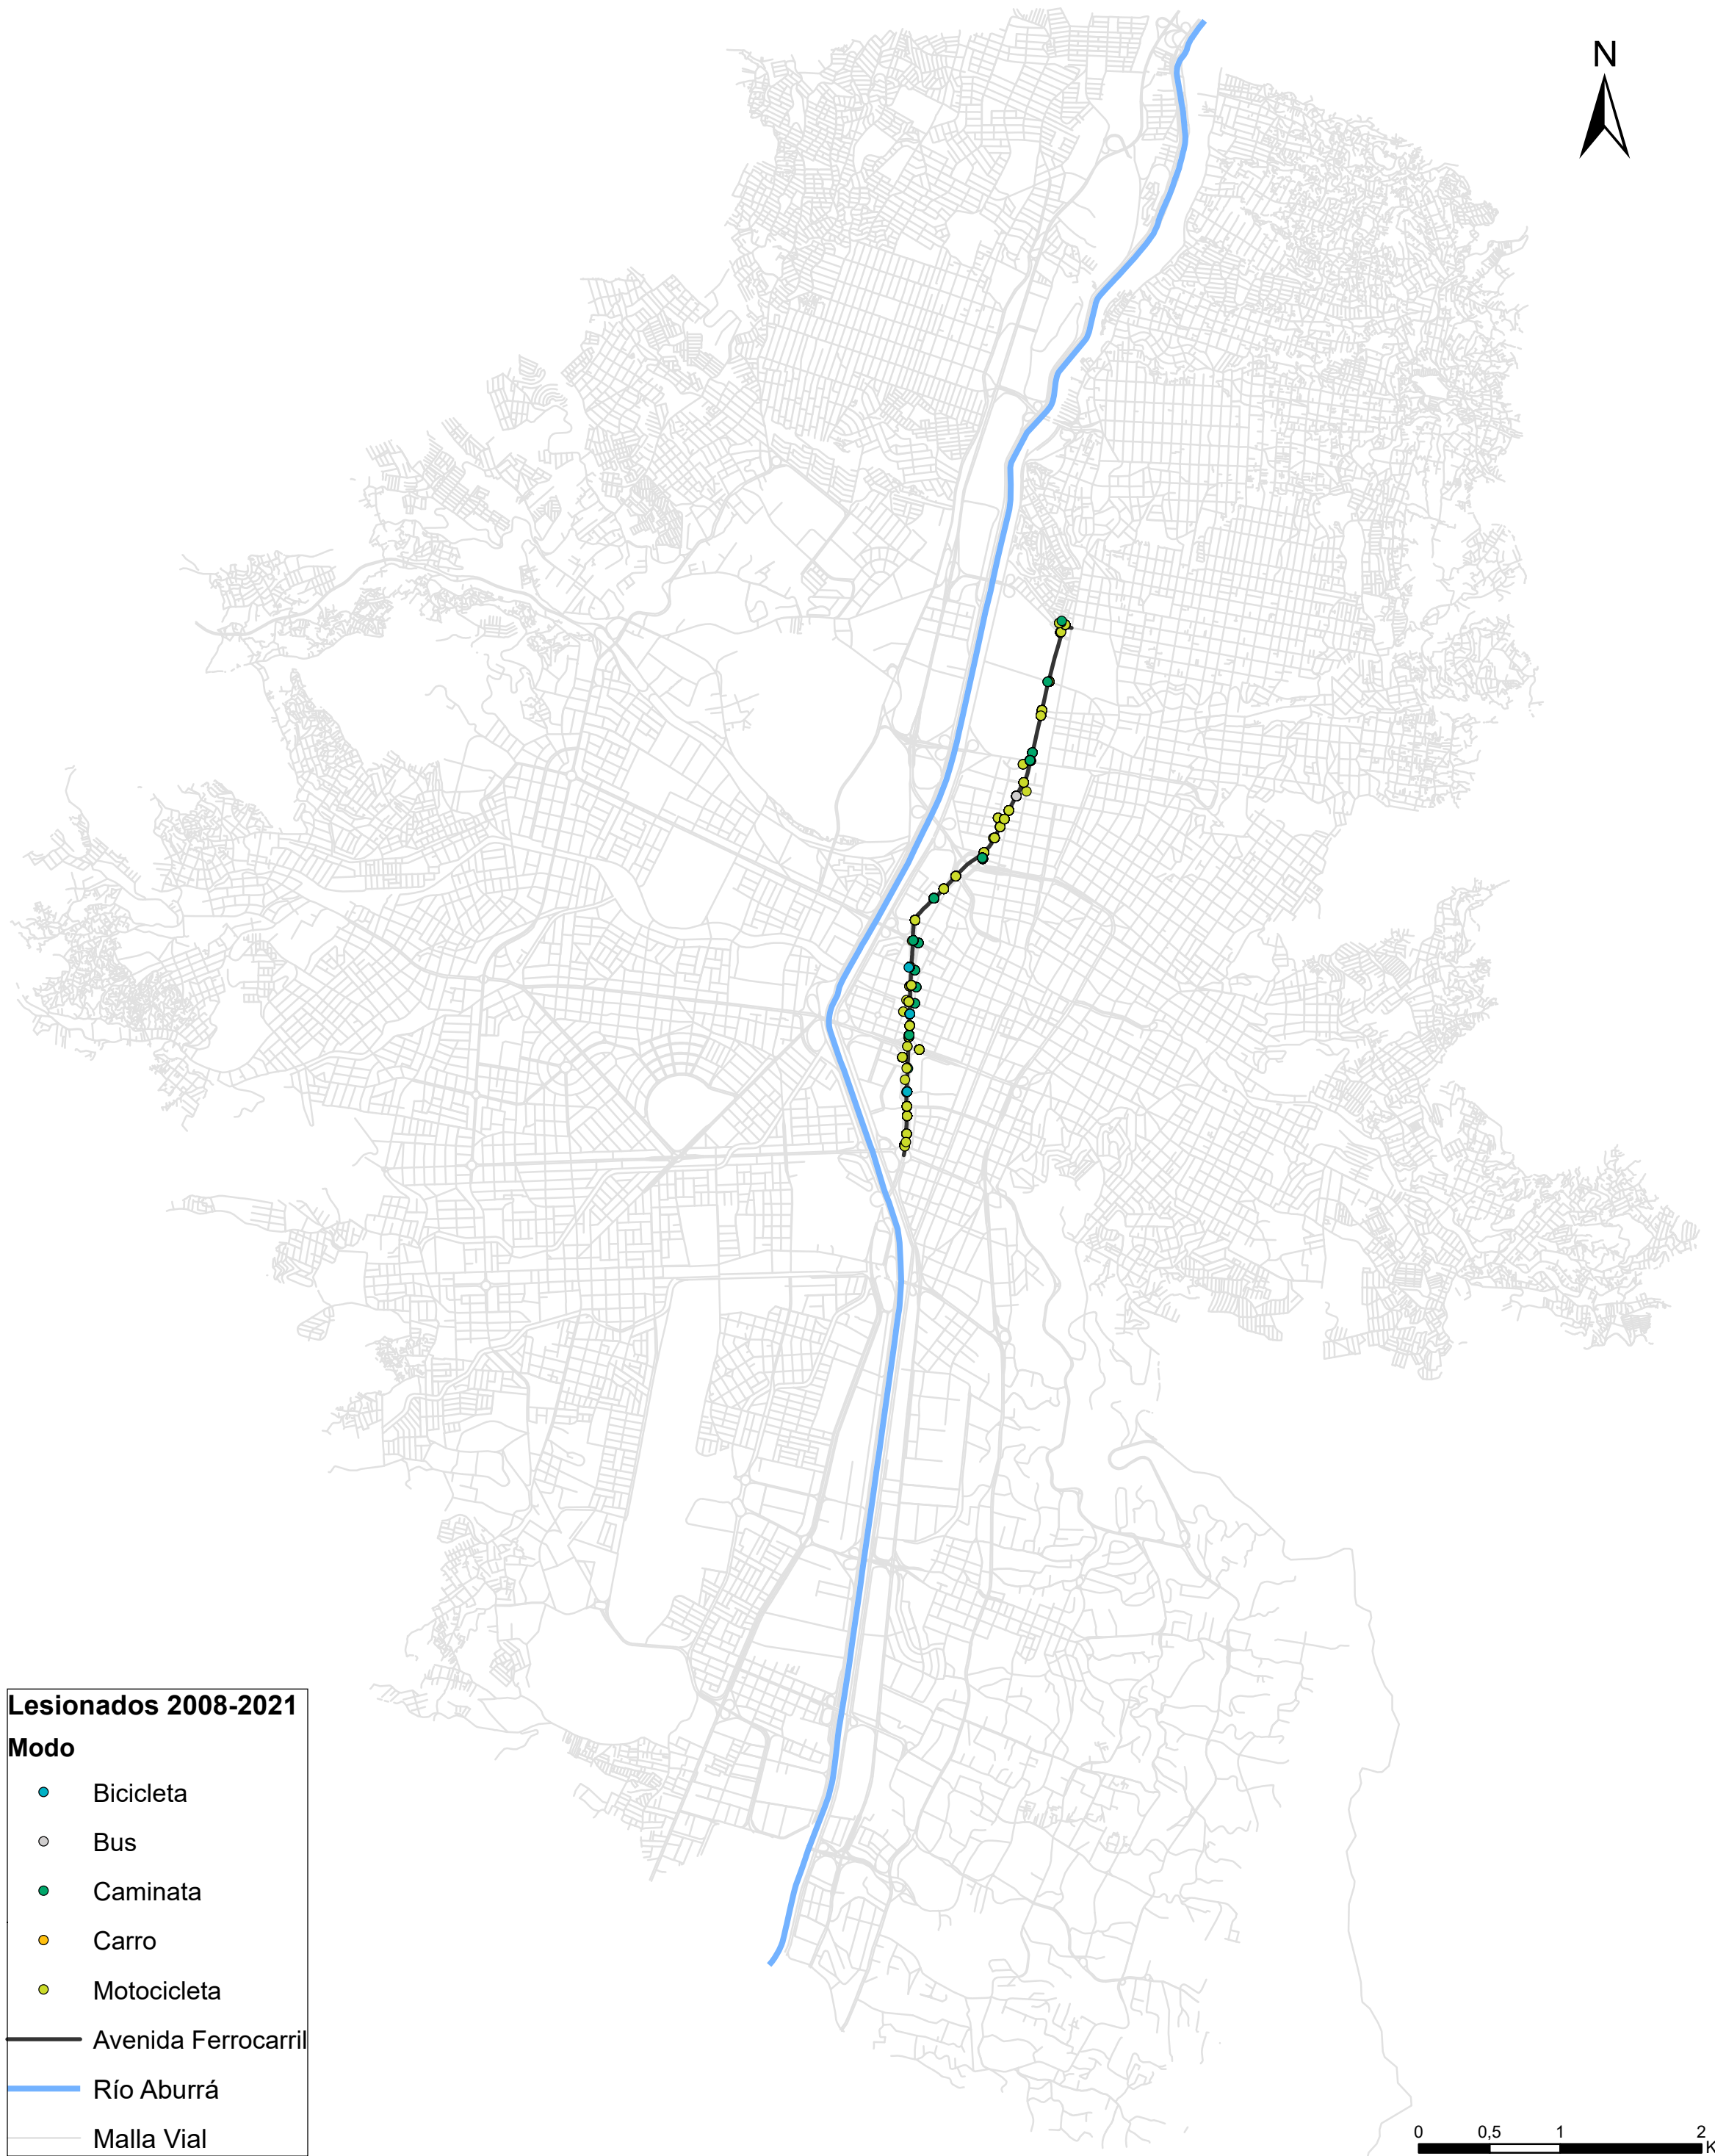 N
Lesionados 2008-2021
Modo
Bicicleta
Bus
Caminata
Carro
Motocicleta
Avenida Ferrocarril
Río Aburrá
Malla Vial
0 0,5 1 2
K